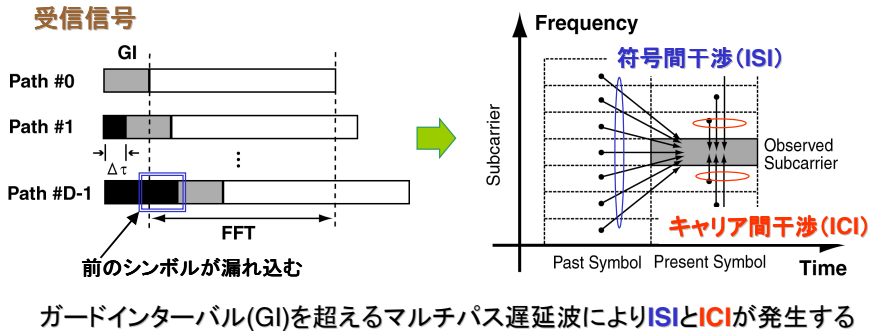 受信信号
GI
Path #0
Path #1
Δτ
⋮
Path #D-1
FFT
前のシンボルが漏れ込む
Frequency
符号間干渉(ISI)
Subcarrier
Observed
Subcarrier
キャリア間干渉(ICI)
Past Symbol
Present Symbol
Time
ガードインターバル(GI)を超えるマルチパス遅延波によりISIとICIが発生する